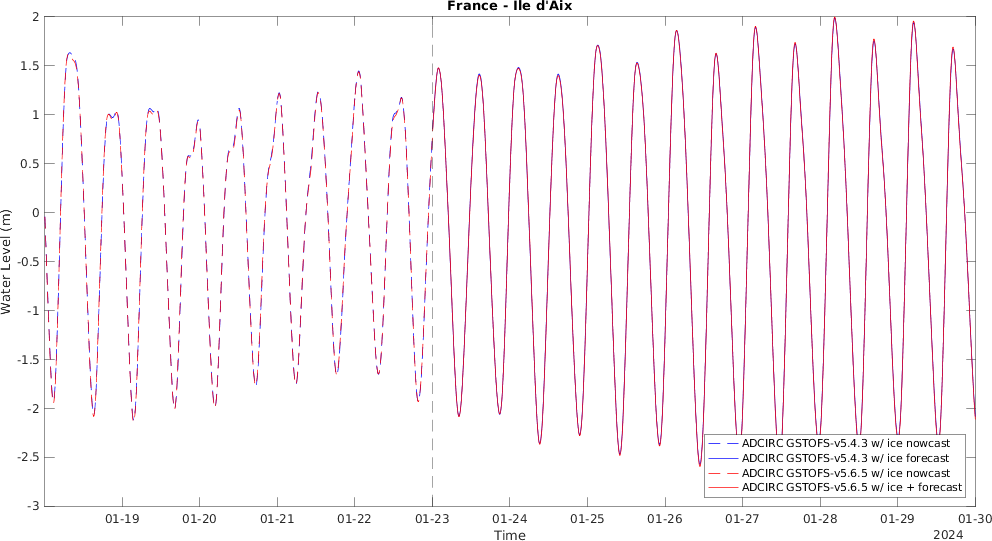 France - Ile d'Aix
2
1.5
1
0.5
0
-0.5
-1
-1.5
-2
-2.5
-3
Water Level (m)
01-19 01-20 01-21 01-22 01-23 01-24 01-25 01-26 01-27 01-28 01-29 01-30
Time
2024
ADCIRC GSTOFS-v5.4.3 w/ ice nowcast
ADCIRC GSTOFS-v5.4.3 w/ ice forecast
ADCIRC GSTOFS-v5.6.5 w/ ice nowcast
ADCIRC GSTOFS-v5.6.5 w/ ice + forecast